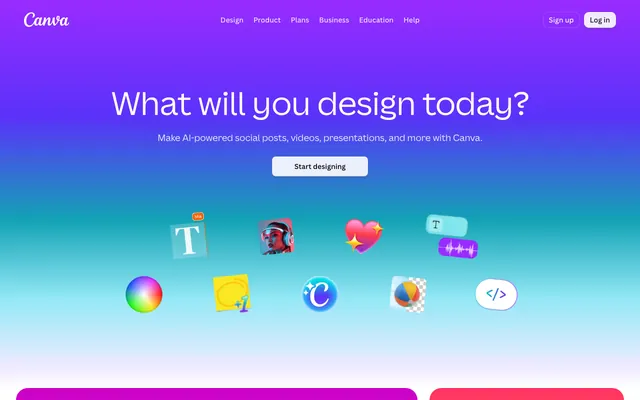 Canva
Design Product Plans Business Education Help
Sign up
Log in
What will you design today?
Make AI-powered social posts, videos, presentations, and more with Canva.
Start designing
T
T
+1
C
</>